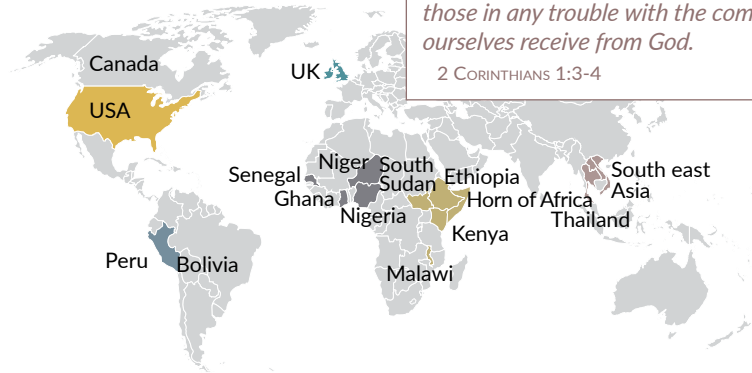 those in any trouble with the com
ourselves receive from God.
2 Corinthians 1:3-4
Canada
UK
USA
Niger
South
Sudan
Senegal
Ethiopia
South east
Asia
Ghana
Horn of Africa
Nigeria
Thailand
Kenya
Peru
Bolivia
Malawi